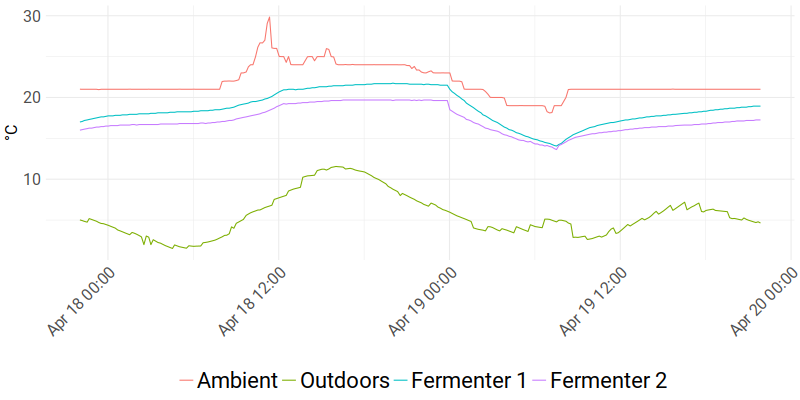 30
20
10
°C
Apr 18 00:00
Apr 18 12:00
Apr 19 00:00
Apr 19 12:00
Apr 20 00:00
Ambient Outdoors Fermenter 1 Fermenter 2